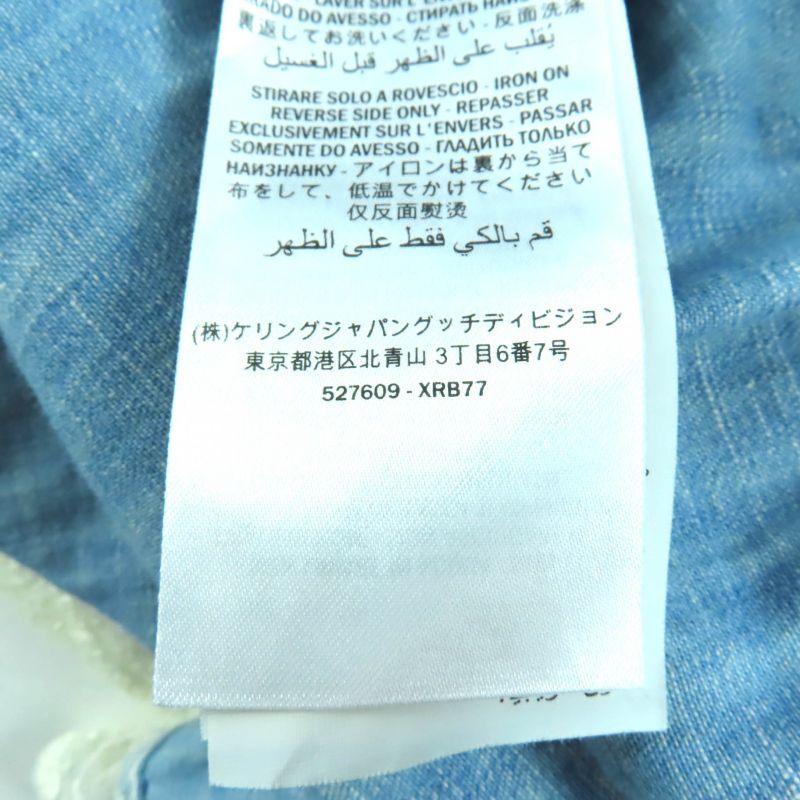 LAVER SUR L'ENVERS
RADO DO AVESSO - СТИРАТЬ
裏返してお洗いください - 反面洗涤
يُقلب على الظهر قبل الغسيل
STIRARE SOLO A ROVESCIO - IRON ON
REVERSE SIDE ONLY - REPASSER
EXCLUSIVEMENT SUR L'ENVERS - PASSAR
SOMENTE DO AVESSO - ГЛАДИТЬ ТОЛЬКО
НАИЗНАНКУ - アイロンは裏から当て
布をして、低温でかけてください
仅反面熨烫
قم بالكي فقط على الظهر
(株)ケリングジャパングッチディビジョン
東京都港区北青山 3丁目6番7号
527609 - XRB77